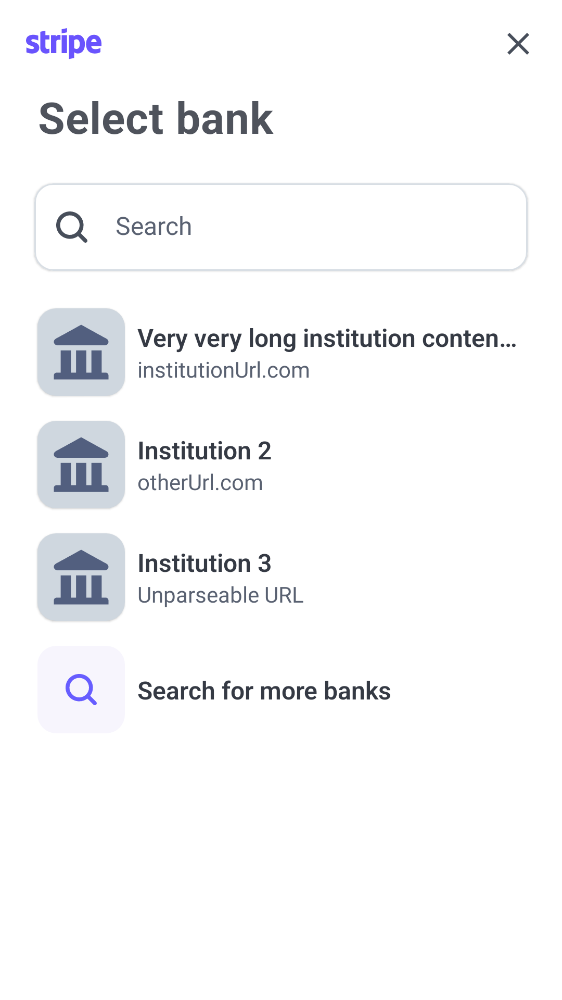 stripe
Select bank
Search
Very very long institution conten...
institutionUrl.com
Institution 2
otherUrl.com
Institution 3
Unparseable URL
Search for more banks